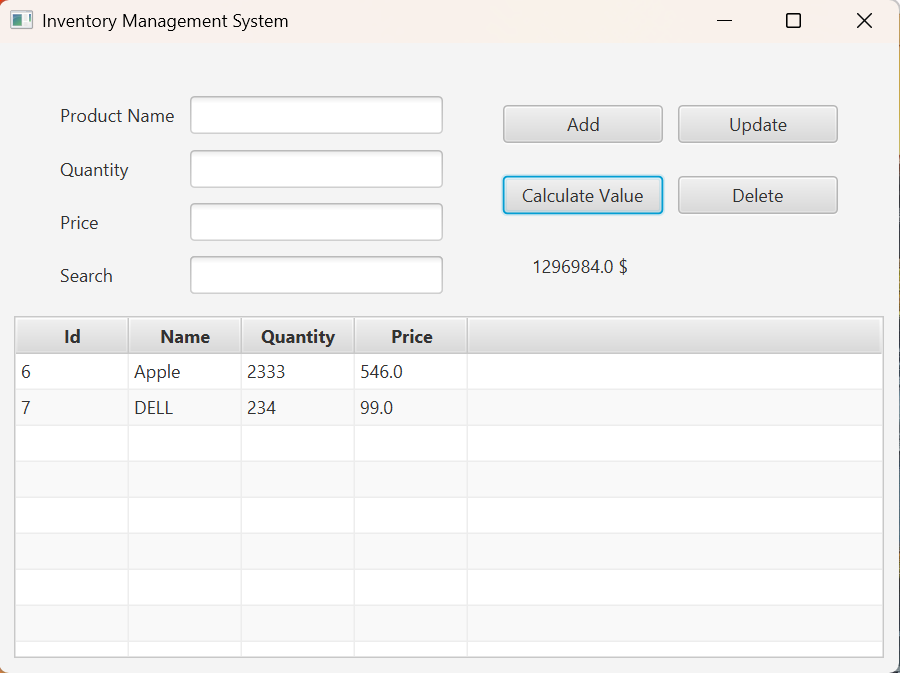 Inventory Management System
Product Name
Add Update
Quantity
Calculate Value Delete
Price
Search
1296984.0 $
Id Name Quantity Price
6 Apple 2333 546.0
7 DELL 234 99.0